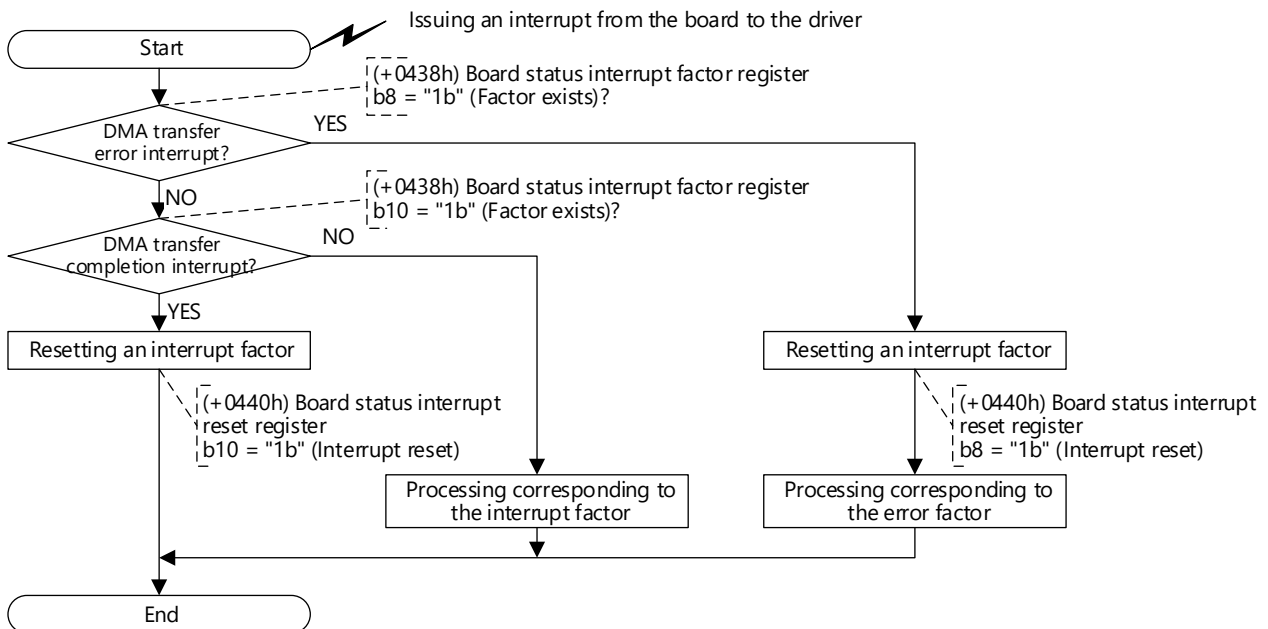 Issuing an interrupt from the board to the driver
Start
(+0438h) Board status interrupt factor register
b8 = "1b" (Factor exists)?
DMA transfer
error interrupt?
YES
NO
(+0438h) Board status interrupt factor register
b10 = "1b" (Factor exists)?
DMA transfer
completion interrupt?
NO
YES
Resetting an interrupt factor
Resetting an interrupt factor
(+0440h) Board status interrupt
reset register
b10 = "1b" (Interrupt reset)
(+0440h) Board status interrupt
reset register
b8 = "1b" (Interrupt reset)
Processing corresponding to
the interrupt factor
Processing corresponding to
the error factor
End